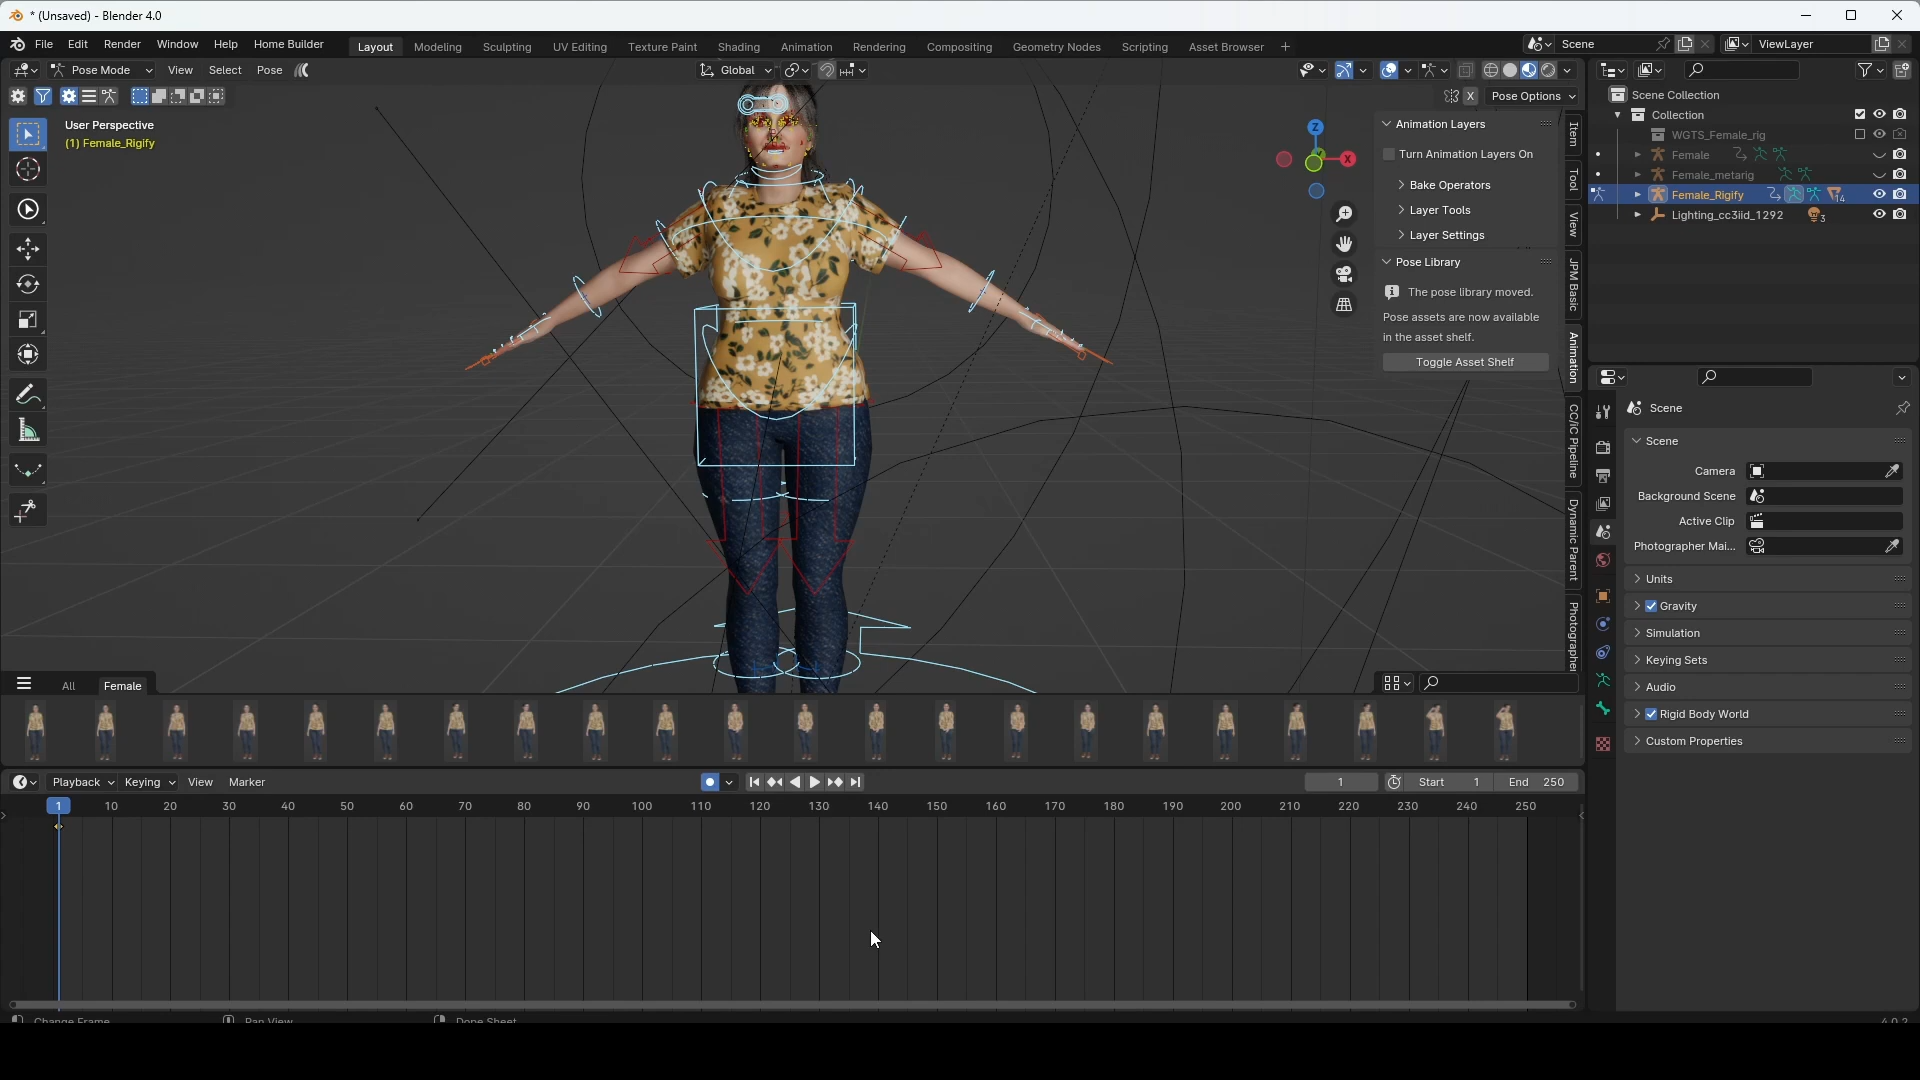 * (Unsaved) - Blender 4.0
File Edit Render Window Help Home Builder Layout Modeling Sculpting UV Editing Texture Paint Shading Animation Rendering Compositing Geometry Nodes Scripting Asset Browser + Scene ViewLayer
Pose Mode View Select Pose Global
X Pose Options
User Perspective
(1) Female_Rigify
Z
X
Animation Layers
Turn Animation Layers On
Bake Operators
Layer Tools
Layer Settings
Pose Library
The pose library moved.
Pose assets are now available
in the asset shelf.
Toggle Asset Shelf
Item
Tool
View
JPM Basic
Animation
CC/iC Pipeline
Dynamic Parent
Photographer
Scene Collection
Collection
WGTS_Female_rig
Female
Female_metarig
Female_Rigify 14
Lighting_cc3iid_1292 3
Scene
Scene
Camera
Background Scene
Active Clip
Photographer Mai...
Units
Gravity
Simulation
Keying Sets
Audio
Rigid Body World
Custom Properties
All Female
Playback Keying View Marker 1 Start 1 End 250
1 10 20 30 40 50 60 70 80 90 100 110 120 130 140 150 160 170 180 190 200 210 220 230 240 250
Change Frame Pan View Dope Sheet 4.0.2